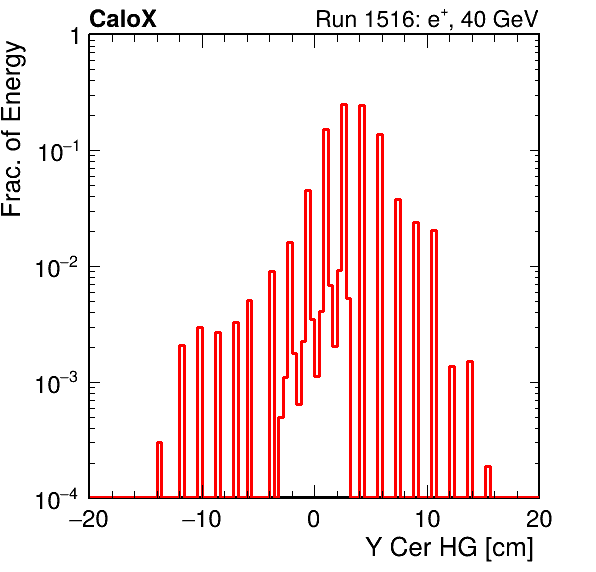 CaloX Run 1516: e⁺, 40 GeV
Frac. of Energy
1
10⁻¹
10⁻²
10⁻³
10⁻⁴
−20 −10 0 10 20
Y Cer HG [cm]